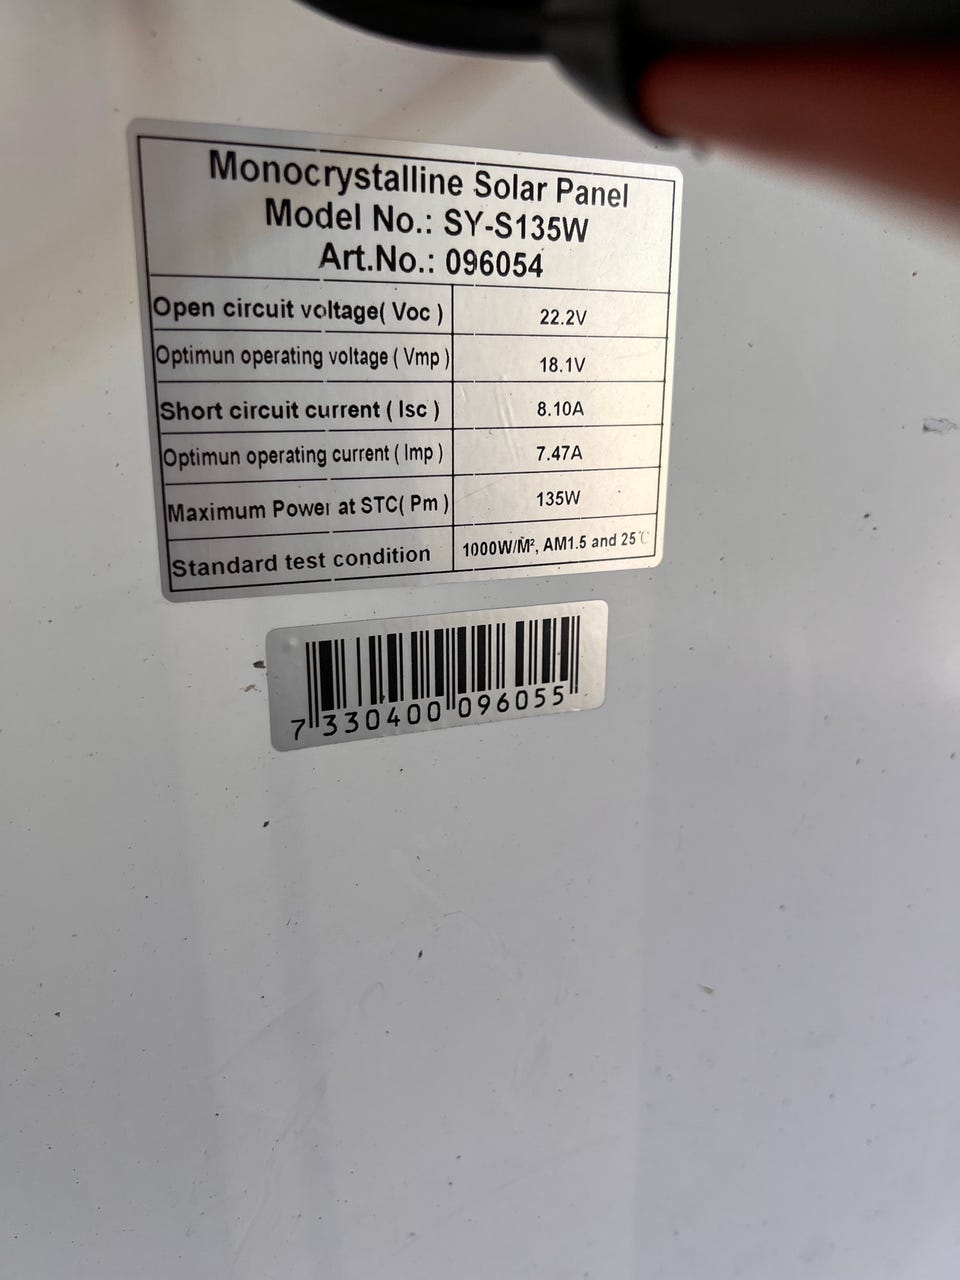 Monocrystalline Solar Panel
Model No.: SY-S135W
Art.No.: 096054
Open circuit voltage( Voc ) 22.2V
Optimun operating voltage ( Vmp ) 18.1V
Short circuit current ( Isc ) 8.10A
Optimun operating current ( Imp ) 7.47A
Maximum Power at STC( Pm ) 135W
Standard test condition 1000W/M², AM1.5 and 25℃
7 330400 096055